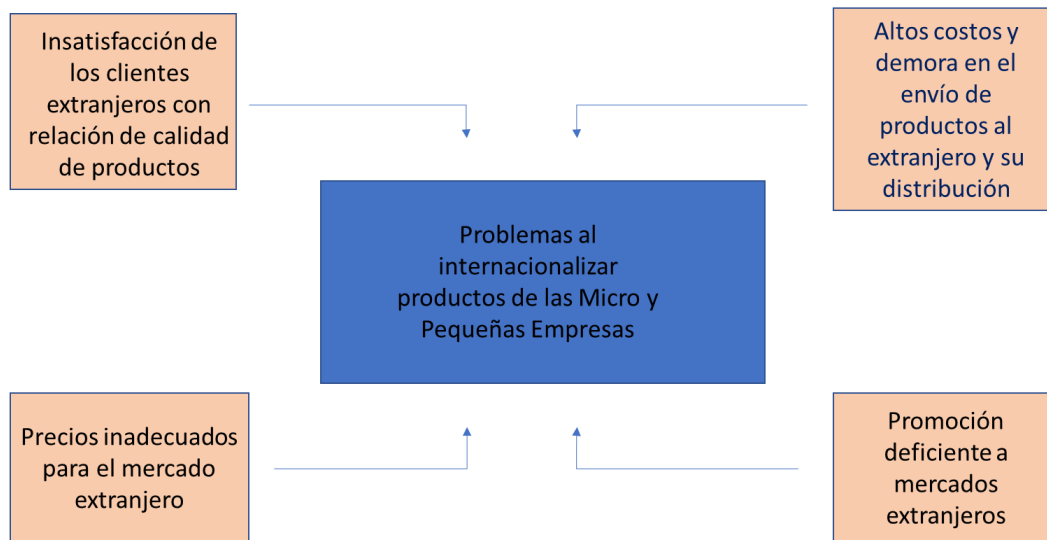 Insatisfacción de
los clientes
extranjeros con
relación de calidad
de productos
Altos costos y
demora en el
envío de
productos al
extranjero y su
distribución
Problemas al
internacionalizar
productos de las Micro y
Pequeñas Empresas
Precios inadecuados
para el mercado
extranjero
Promoción
deficiente a
mercados
extranjeros